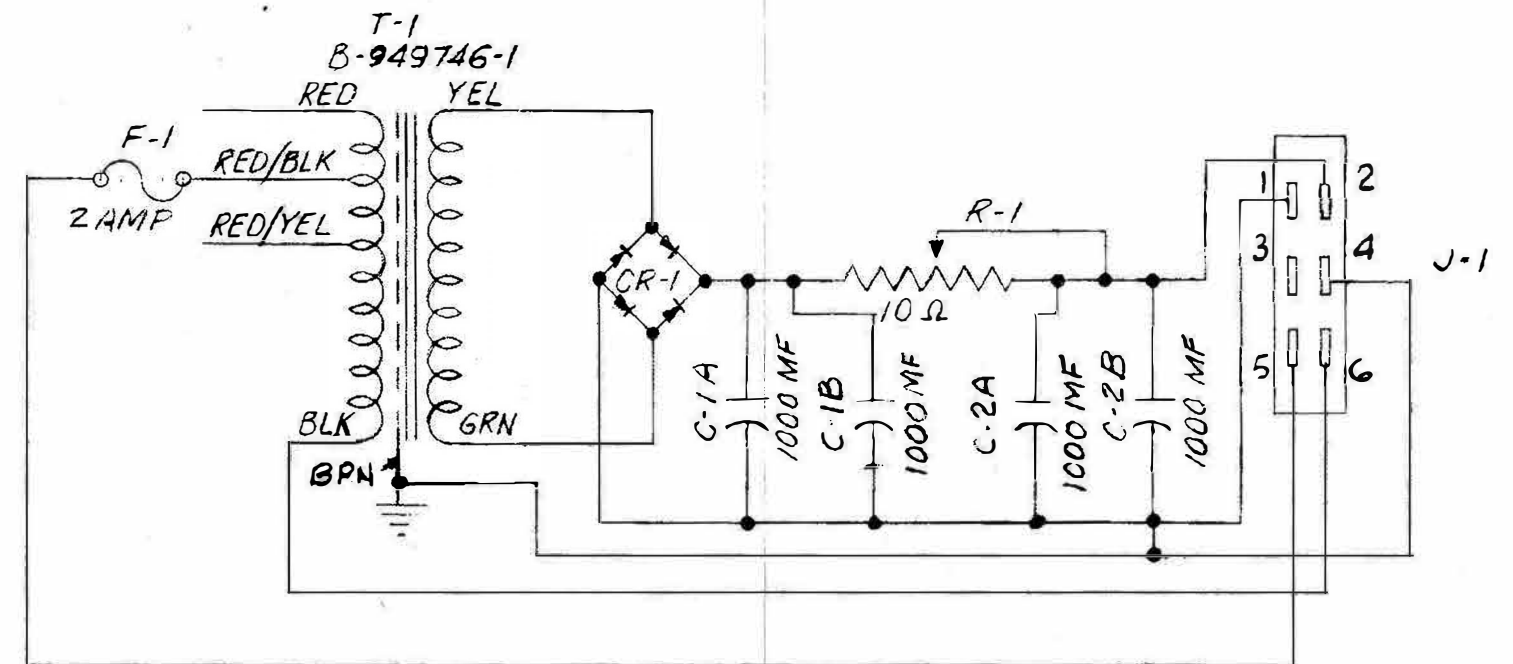 T-1
B-949746-1
RED
YEL
F-1
RED/BLK
2 AMP
RED/YEL
BLK
GRN
BRN
CR-1
R-1
10 Ω
C-1A
1000 MF
C-1B
1000 MF
C-2A
1000 MF
C-2B
1000 MF
1
2
3
4
5
6
J-1